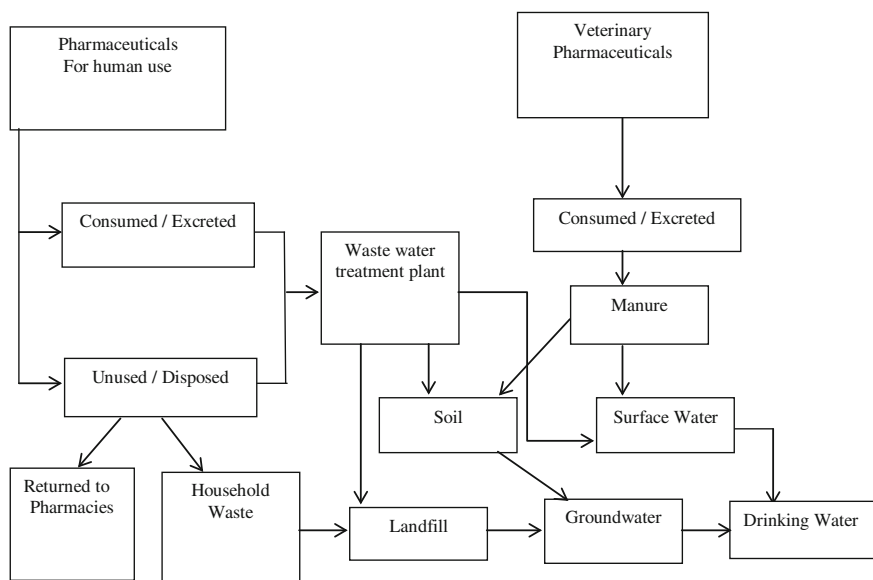 Pharmaceuticals
For human use
Veterinary
Pharmaceuticals
Consumed / Excreted
Consumed / Excreted
Waste water
treatment plant
Manure
Unused / Disposed
Soil
Surface Water
Returned to
Pharmacies
Household
Waste
Landfill
Groundwater
Drinking Water